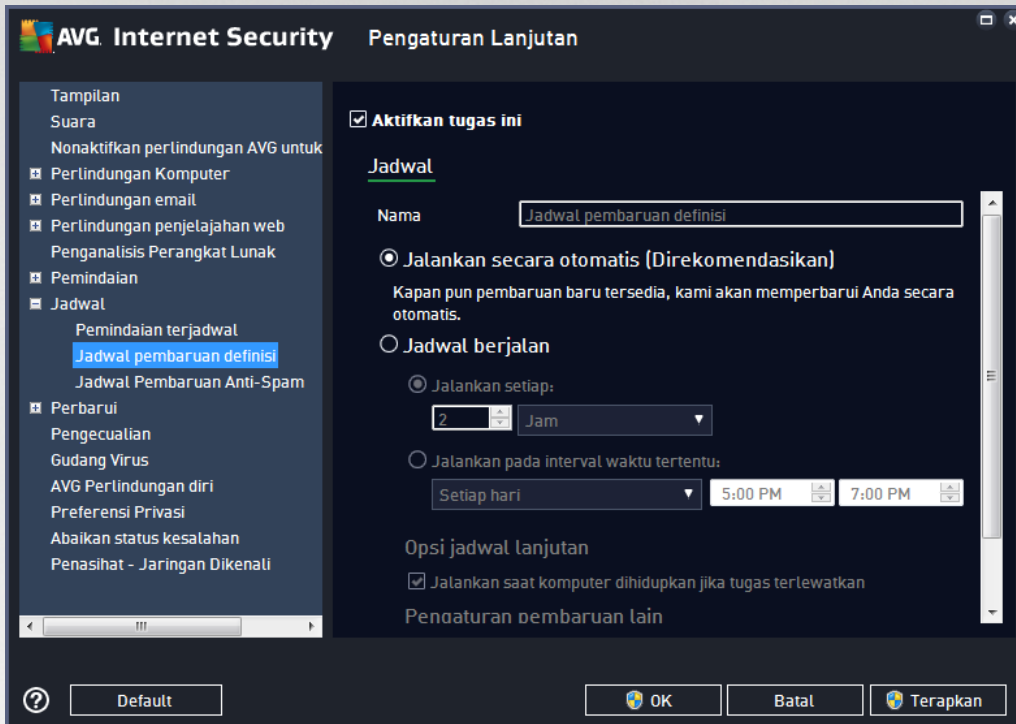 AVG Internet Security Pengaturan Lanjutan
Tampilan
Suara
Nonaktifkan perlindungan AVG untuk
Perlindungan Komputer
Perlindungan email
Perlindungan penjelajahan web
Penganalisis Perangkat Lunak
Pemindaian
Jadwal
Pemindaian terjadwal
Jadwal pembaruan definisi
Jadwal Pembaruan Anti-Spam
Perbarui
Pengecualian
Gudang Virus
AVG Perlindungan diri
Preferensi Privasi
Abaikan status kesalahan
Penasihat - Jaringan Dikenali
Aktifkan tugas ini
Jadwal
Nama Jadwal pembaruan definisi
Jalankan secara otomatis (Direkomendasikan)
Kapan pun pembaruan baru tersedia, kami akan memperbarui Anda secara
otomatis.
Jadwal berjalan
Jalankan setiap:
2 Jam
Jalankan pada interval waktu tertentu:
Setiap hari 5:00 PM 7:00 PM
Opsi jadwal lanjutan
Jalankan saat komputer dihidupkan jika tugas terlewatkan
Pengaturan pembaruan lain
? Default OK Batal Terapkan